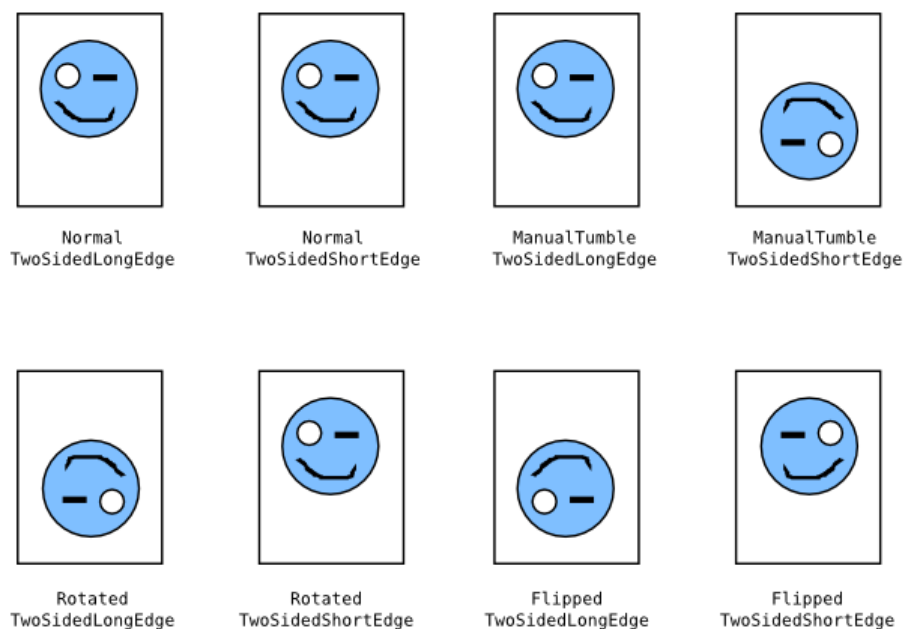 Normal
TwoSidedLongEdge
Normal
TwoSidedShortEdge
ManualTumble
TwoSidedLongEdge
ManualTumble
TwoSidedShortEdge
Rotated
TwoSidedLongEdge
Rotated
TwoSidedShortEdge
Flipped
TwoSidedLongEdge
Flipped
TwoSidedShortEdge